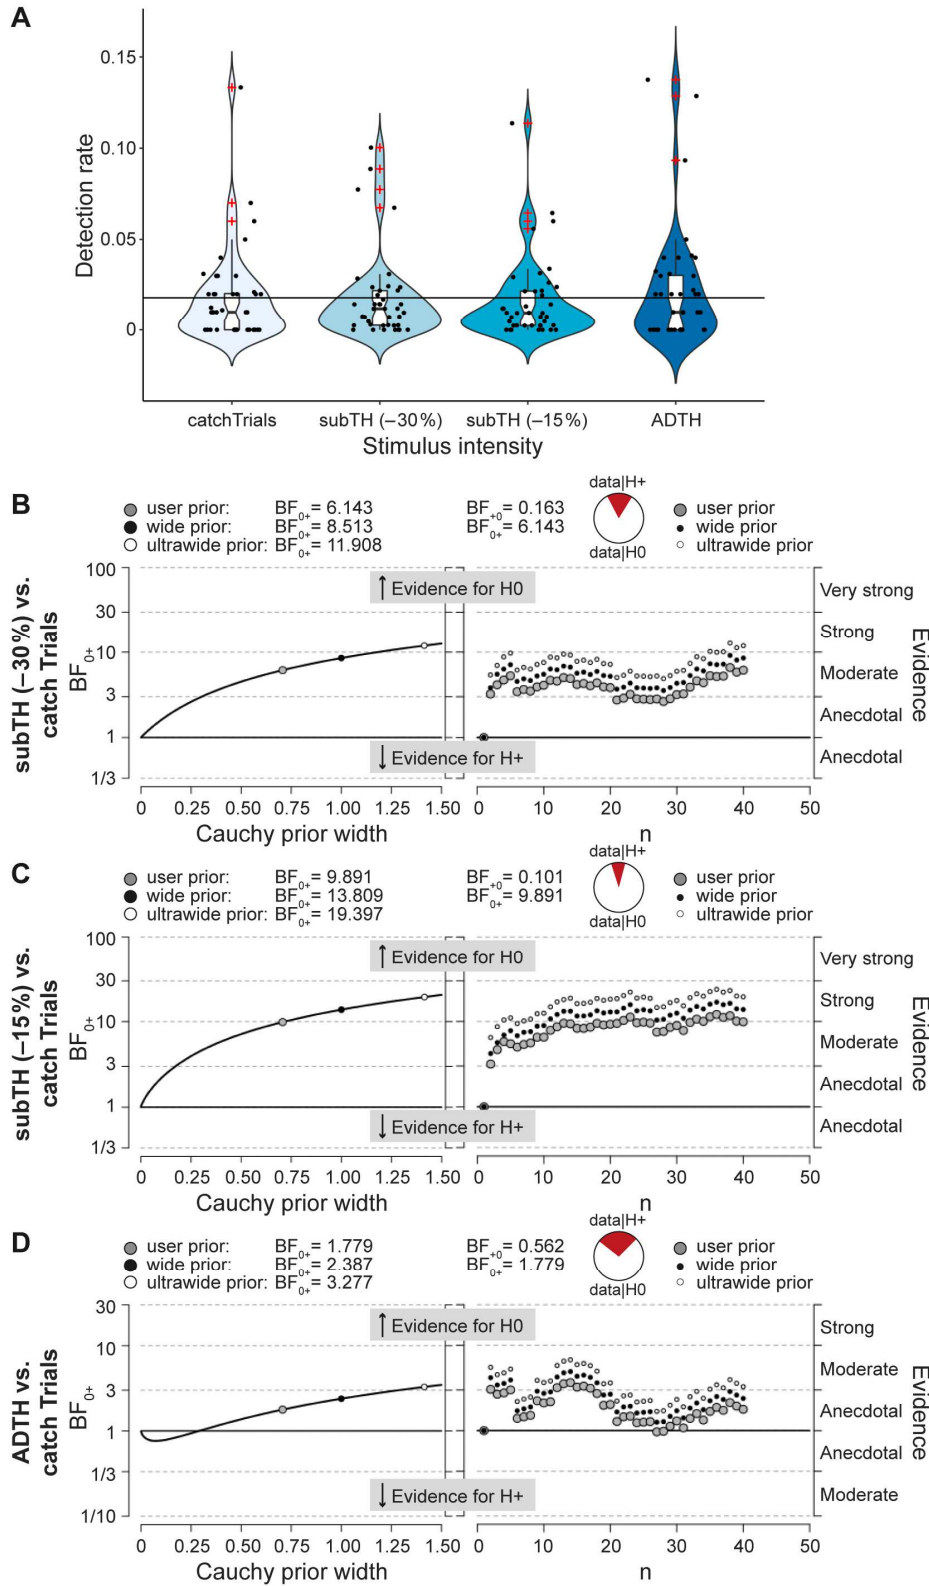 A
0.15
0.10
0.05
0
Detection rate
catchTrials subTH (–30%) subTH (–15%) ADTH
Stimulus intensity
B
user prior: BF0+ = 6.143
wide prior: BF0+ = 8.513
ultrawide prior: BF0+ = 11.908
BF+0 = 0.163
BF0+ = 6.143
data|H+
data|H0
user prior
wide prior
ultrawide prior
subTH (–30%) vs.
catch Trials
BF0+
100
30
10
3
1
1/3
↑ Evidence for H0
↓ Evidence for H+
Very strong
Strong
Moderate
Anecdotal
Anecdotal
Evidence
0 0.25 0.50 0.75 1.00 1.25 1.50
Cauchy prior width
0 10 20 30 40 50
n
C
user prior: BF0+ = 9.891
wide prior: BF0+ = 13.809
ultrawide prior: BF0+ = 19.397
BF+0 = 0.101
BF0+ = 9.891
data|H+
data|H0
user prior
wide prior
ultrawide prior
subTH (–15%) vs.
catch Trials
BF0+
100
30
10
3
1
1/3
↑ Evidence for H0
↓ Evidence for H+
Very strong
Strong
Moderate
Anecdotal
Anecdotal
Evidence
0 0.25 0.50 0.75 1.00 1.25 1.50
Cauchy prior width
0 10 20 30 40 50
n
D
user prior: BF0+ = 1.779
wide prior: BF0+ = 2.387
ultrawide prior: BF0+ = 3.277
BF+0 = 0.562
BF0+ = 1.779
data|H+
data|H0
user prior
wide prior
ultrawide prior
ADTH vs.
catch Trials
BF0+
30
10
3
1
1/3
1/10
↑ Evidence for H0
↓ Evidence for H+
Strong
Moderate
Anecdotal
Anecdotal
Moderate
Evidence
0 0.25 0.50 0.75 1.00 1.25 1.50
Cauchy prior width
0 10 20 30 40 50
n